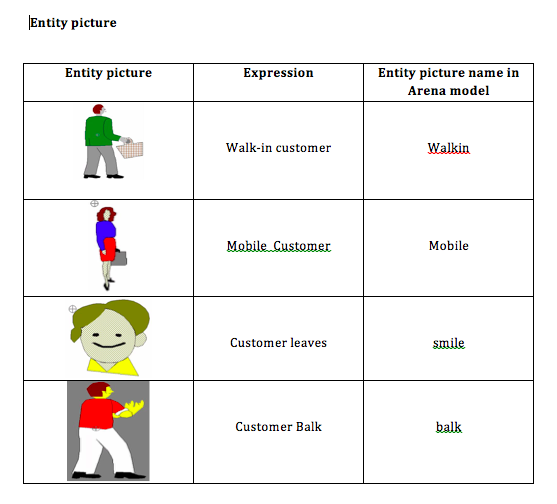 Entity picture
Entity picture Expression Entity picture name in
Arena model
Walk-in customer Walkin
Mobile Customer Mobile
Customer leaves smile
Customer Balk balk